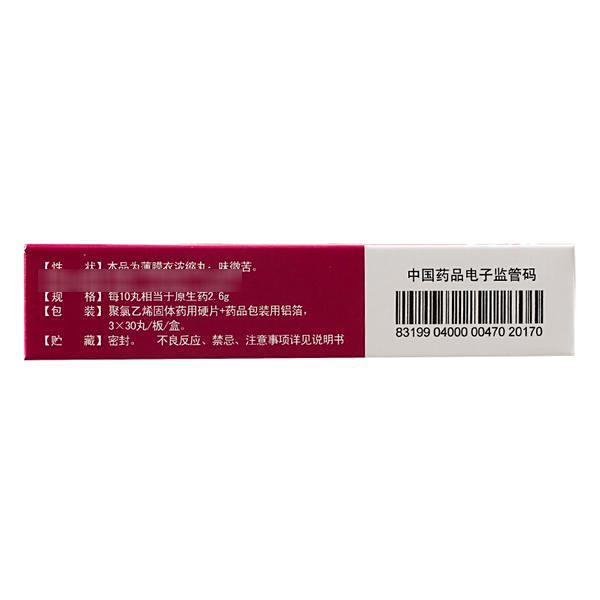 【性 状】本品为薄膜衣浓缩丸；味微苦。
【规 格】每10丸相当于原生药2.6g
【包 装】聚氯乙烯固体药用硬片+药品包装用铝箔，
3×30丸/板/盒。
【贮 藏】密封。 不良反应、禁忌、注意事项详见说明书
中国药品电子监管码
83199 04000 00470 20170